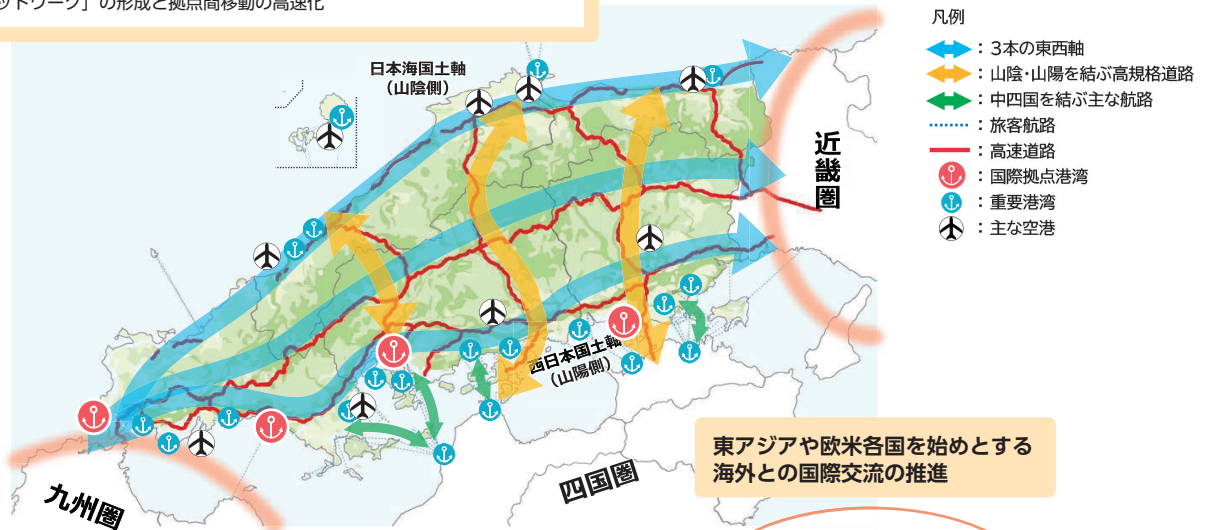 ットワーク」の形成と拠点間移動の高速化
凡例
：3本の東西軸
：山陰・山陽を結ぶ高規格道路
：中四国を結ぶ主な航路
：旅客航路
：高速道路
：国際拠点港湾
：重要港湾
：主な空港
日本海国土軸
（山陰側）
近畿圏
西日本国土軸
（山陽側）
東アジアや欧米各国を始めとする
海外との国際交流の推進
四国圏
九州圏